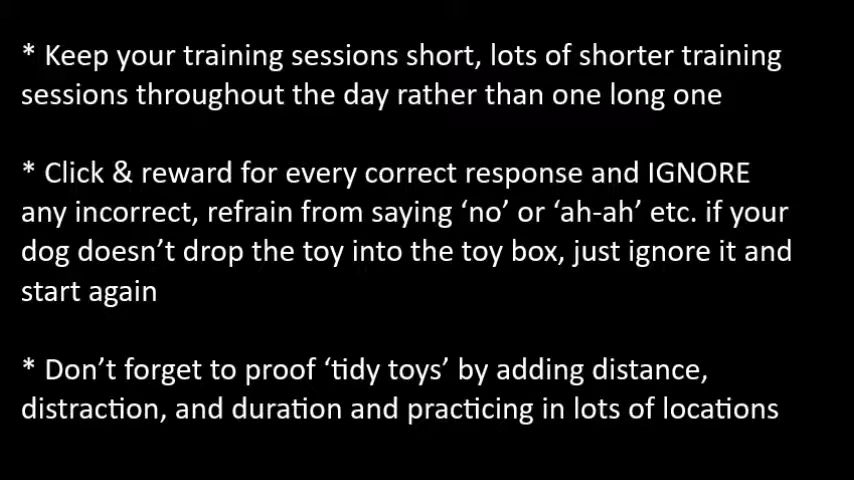 * Keep your training sessions short, lots of shorter training
sessions throughout the day rather than one long one
* Click & reward for every correct response and IGNORE
any incorrect, refrain from saying ‘no’ or ‘ah-ah’ etc. if your
dog doesn’t drop the toy into the toy box, just ignore it and
start again
* Don’t forget to proof ‘tidy toys’ by adding distance,
distraction, and duration and practicing in lots of locations